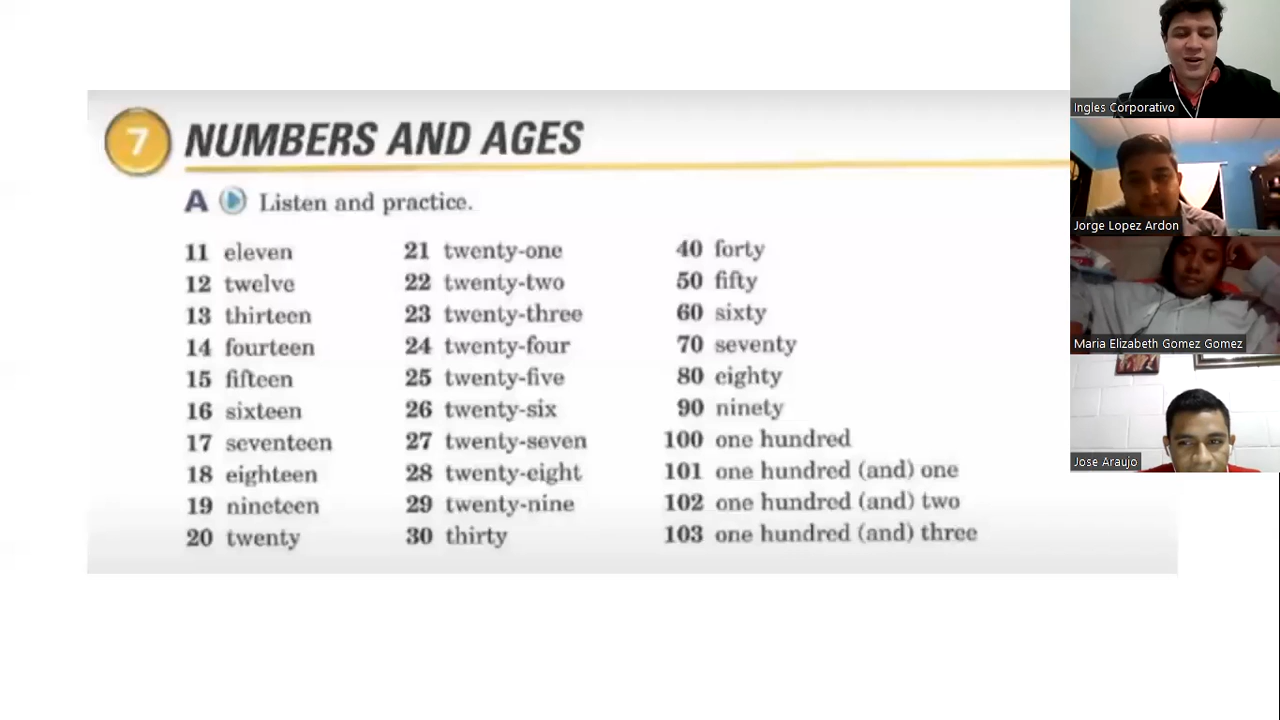 7 NUMBERS AND AGES
A Listen and practice.
11 eleven
12 twelve
13 thirteen
14 fourteen
15 fifteen
16 sixteen
17 seventeen
18 eighteen
19 nineteen
20 twenty
21 twenty-one
22 twenty-two
23 twenty-three
24 twenty-four
25 twenty-five
26 twenty-six
27 twenty-seven
28 twenty-eight
29 twenty-nine
30 thirty
40 forty
50 fifty
60 sixty
70 seventy
80 eighty
90 ninety
100 one hundred
101 one hundred (and) one
102 one hundred (and) two
103 one hundred (and) three
Ingles Corporativo
Jorge Lopez Ardon
Maria Elizabeth Gomez Gomez
Jose Araujo